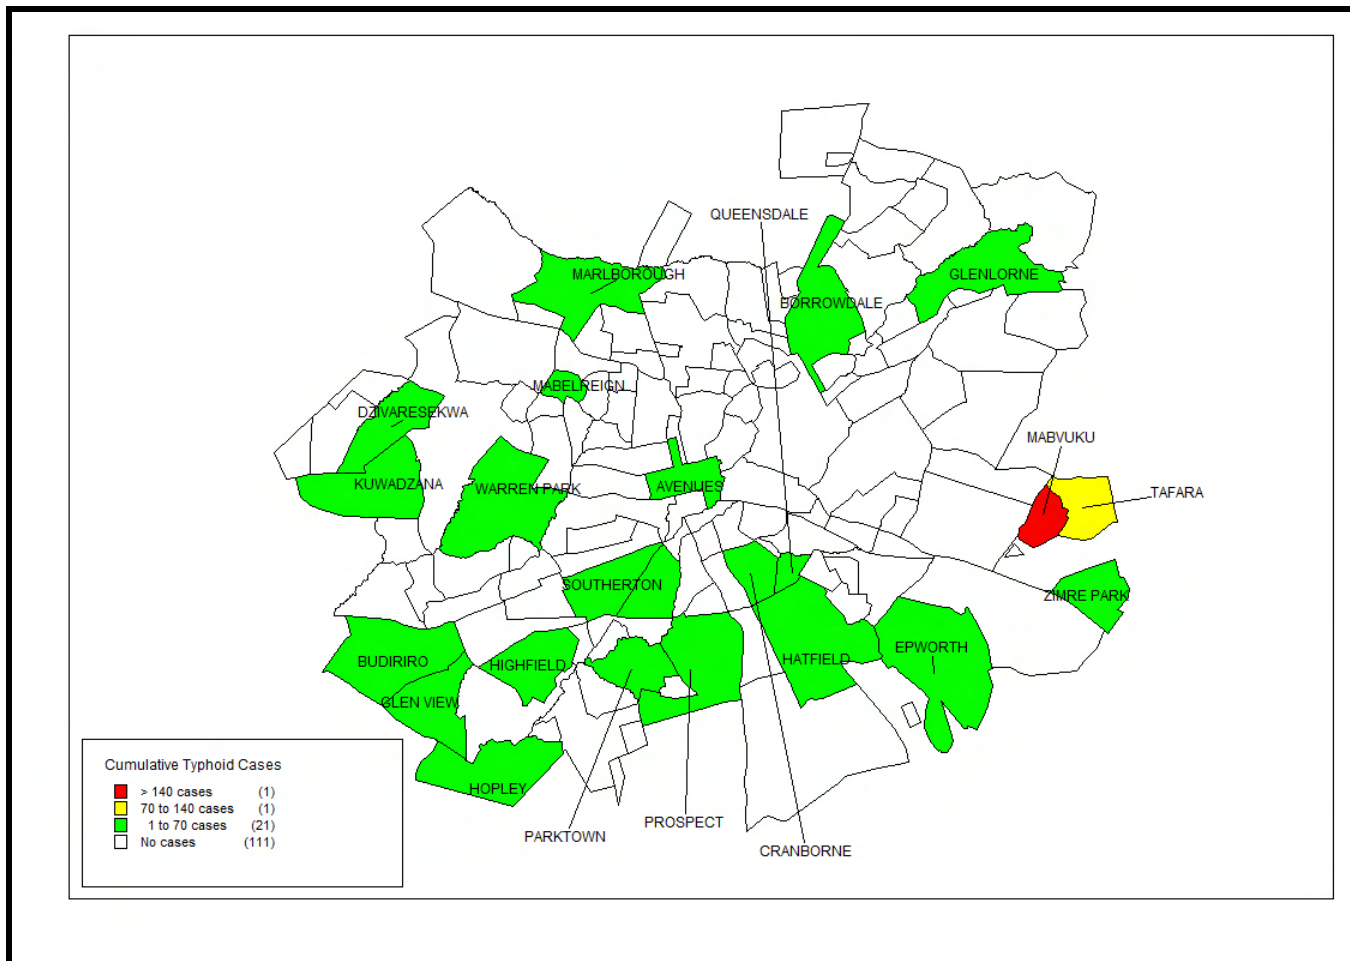 QUEENSDALE
MARLBOROUGH
GLENLORNE
BORROWDALE
MABELREIGN
DZIVARESEKWA
MABVUKU
KUWADZANA
WARREN PARK
AVENUES
TAFARA
SOUTHERTON
ZIMRE PARK
EPWORTH
BUDIRIRO
HIGHFIELD
HATFIELD
GLEN VIEW
HOPLEY
PROSPECT
PARKTOWN
CRANBORNE
Cumulative Typhoid Cases
> 140 cases (1)
70 to 140 cases (1)
1 to 70 cases (21)
No cases (111)